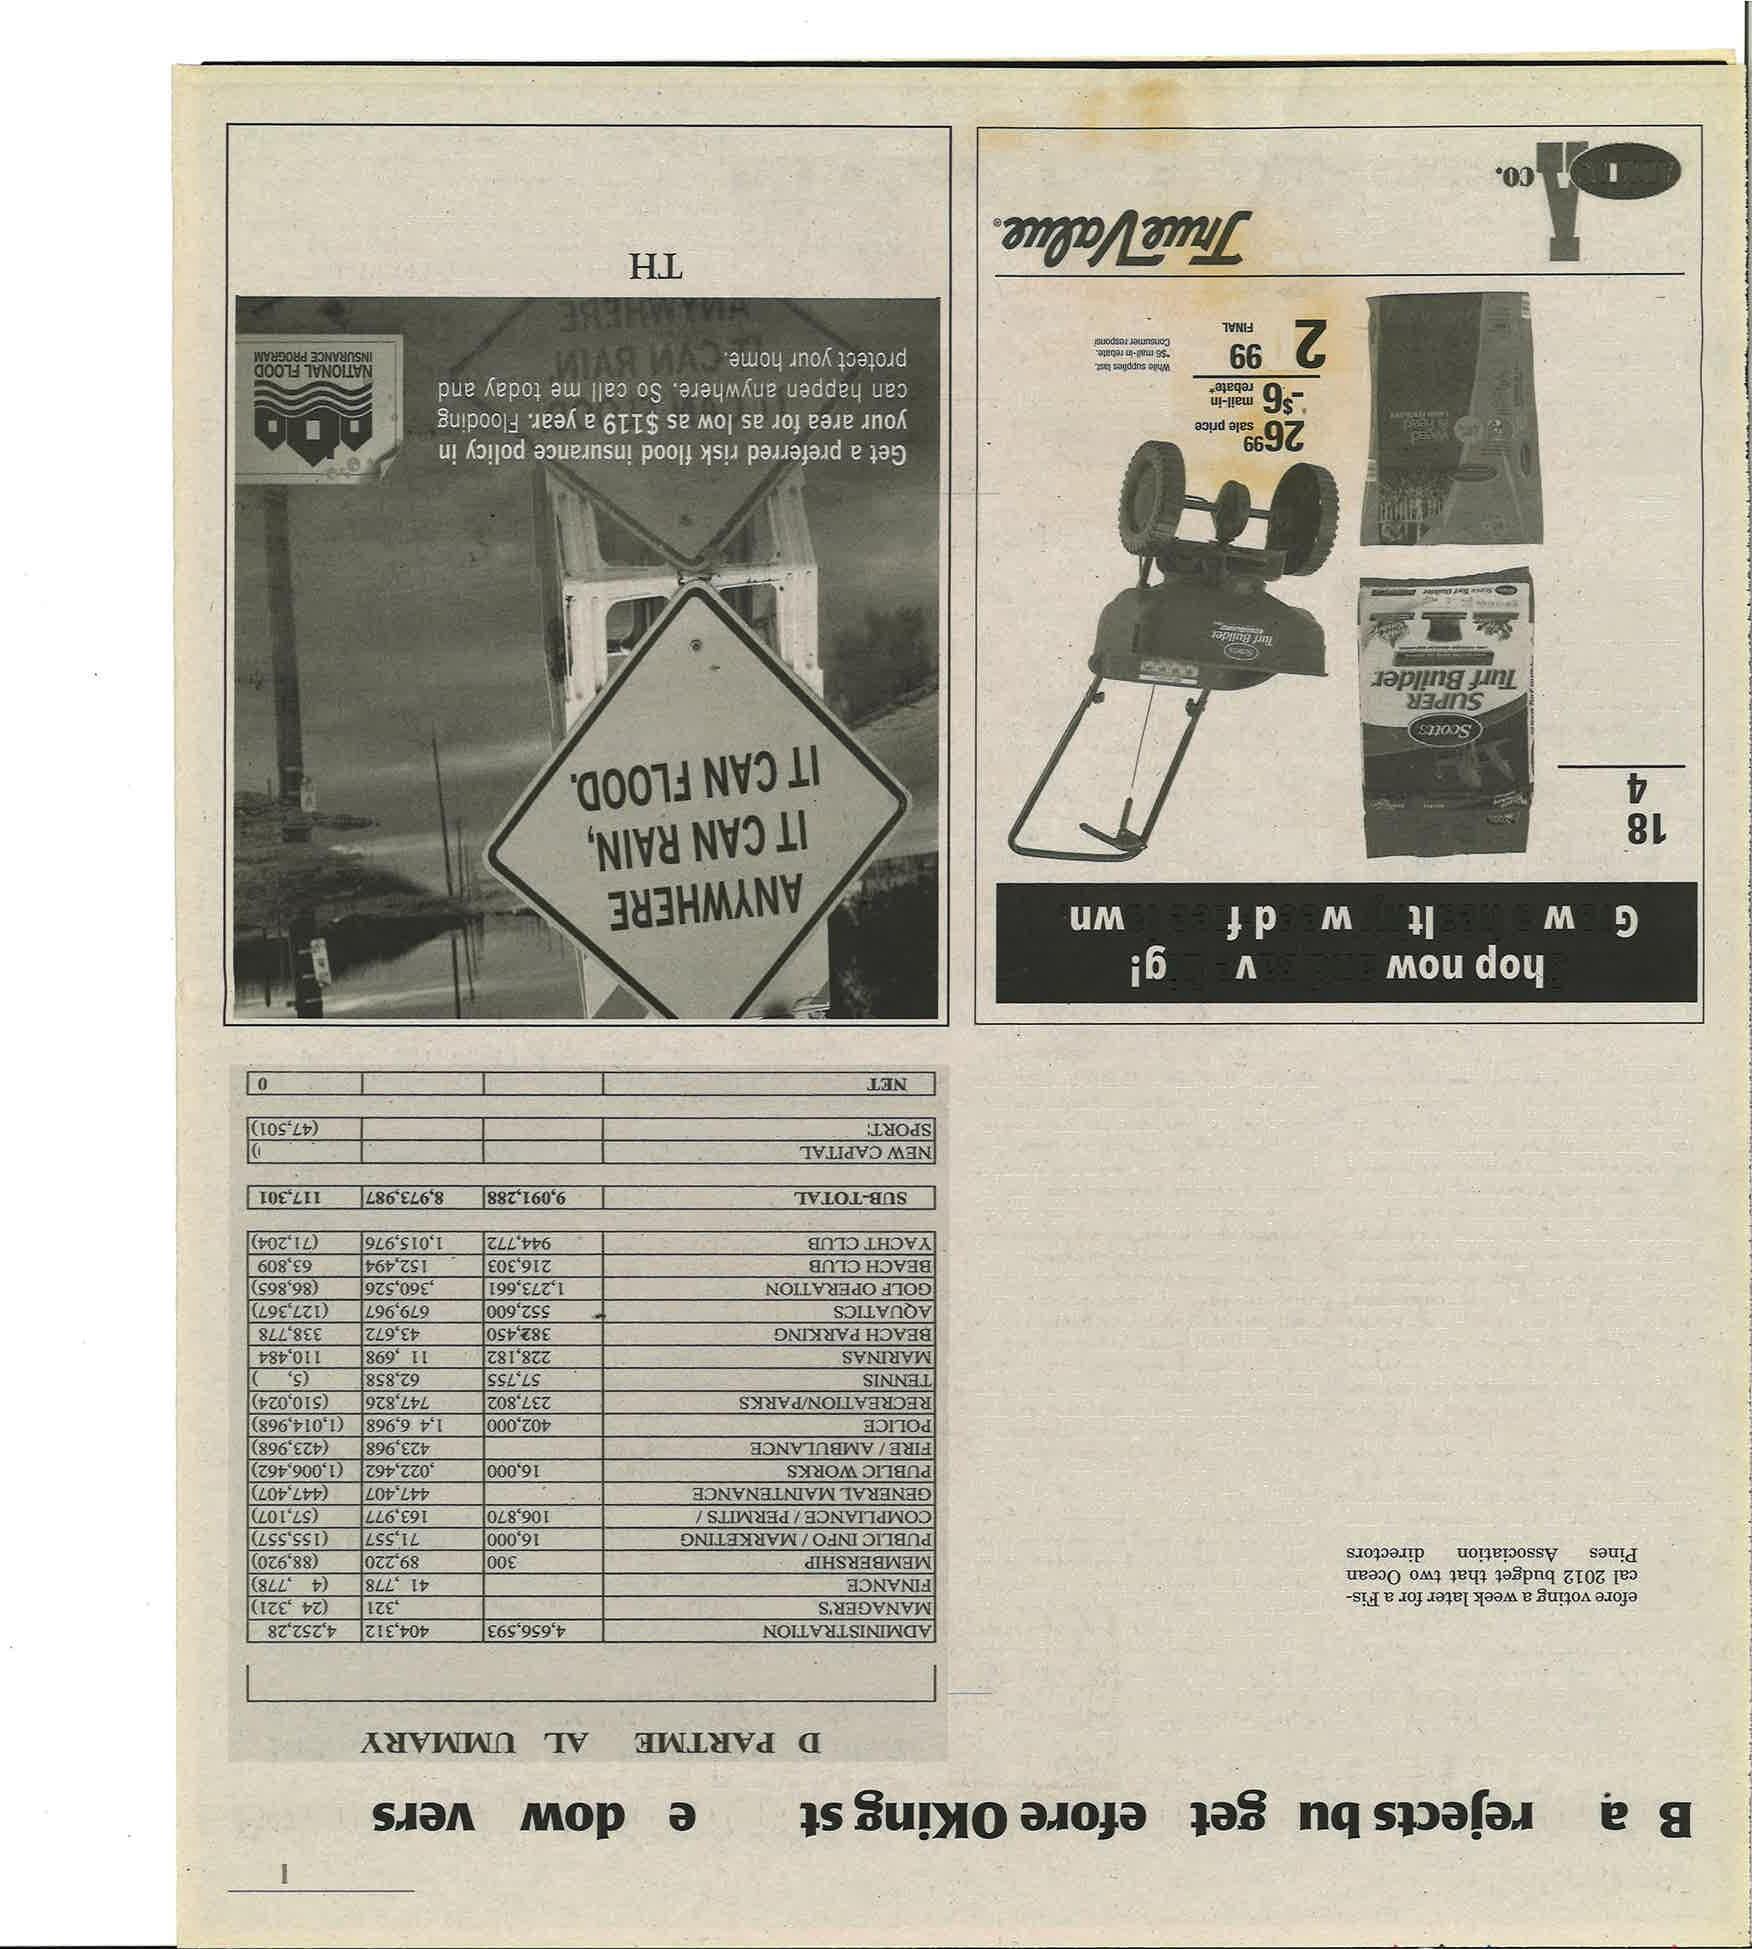 B a rejects bu get efore OKing st e dow vers
efore voting a week later for a Fis-
cal 2012 budget that two Ocean
Pines Association directors
D PARTME AL UMMARY
ADMINISTRATION 4,656,593 404,312 4,252,28
MANAGER'S ,321 (24 ,321)
FINANCE 41 ,778 (4 ,778)
MEMBERSHIP 300 89,220 (88,920)
PUBLIC INFO / MARKETING 16,000 71,557 (155,557)
COMPLIANCE / PERMITS / 106,870 163,977 (57,107)
GENERAL MAINTENANCE 447,407 (447,407)
PUBLIC WORKS 16,000 ,022,462 (1,006,462)
FIRE / AMBULANCE 423,968 (423,968)
POLICE 402,000 1,4 6,968 (1,014,968)
RECREATION/PARKS 237,802 747,826 (510,024)
TENNIS 57,755 62,858 (5, )
MARINAS 228,182 11 ,698 110,484
BEACH PARKING 382,450 43,672 338,778
AQUATICS 552,600 679,967 (127,367)
GOLF OPERATION 1,273,661 ,360,526 (86,865)
BEACH CLUB 216,303 152,494 63,809
YACHT CLUB 944,772 1,015,976 (71,204)
SUB-TOTAL 9,091,288 8,973,987 117,301
NEW CAPITAL )
SPORT: (47,501)
NET 0
hop now v g!
G w It w d f wn
18
4
Scotts
SUPER
Turf Builder
Scotts
Turf Builder
Weed
& Feed
26 99 sale price
-$6 mail-in rebate*
2 99 FINAL
While supplies last.
*$6 mail-in rebate.
Consumer responsi
True Value®
CO.
ANYWHERE
IT CAN RAIN,
IT CAN FLOOD.
Get a preferred risk flood insurance policy in
your area for as low as $119 a year. Flooding
can happen anywhere. So call me today and
protect your home.
NATIONAL FLOOD
INSURANCE PROGRAM
IT CAN RAIN
ANYWHERE
TH